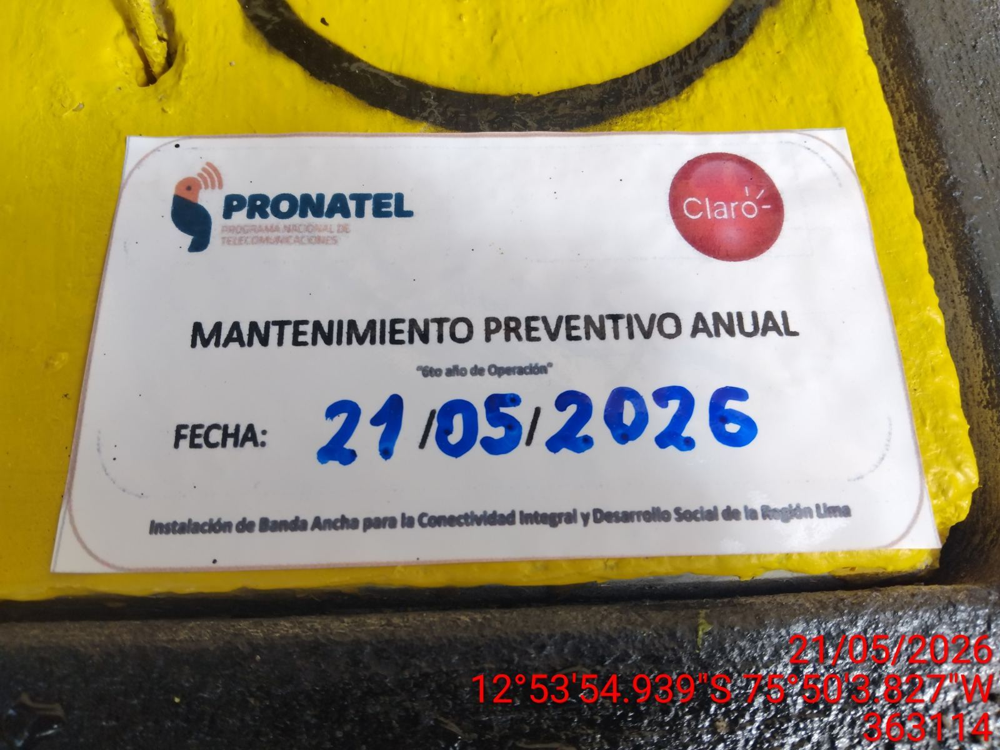 PRONATEL
PROGRAMA NACIONAL DE
TELECOMUNICACIONES
Claro
MANTENIMIENTO PREVENTIVO ANUAL
"6to año de Operación"
FECHA: 21/05/2026
Instalación de Banda Ancha para la Conectividad Integral y Desarrollo Social de la Región Lima
21/05/2026
12°53'54.939"S 75°50'3.827"W
363114